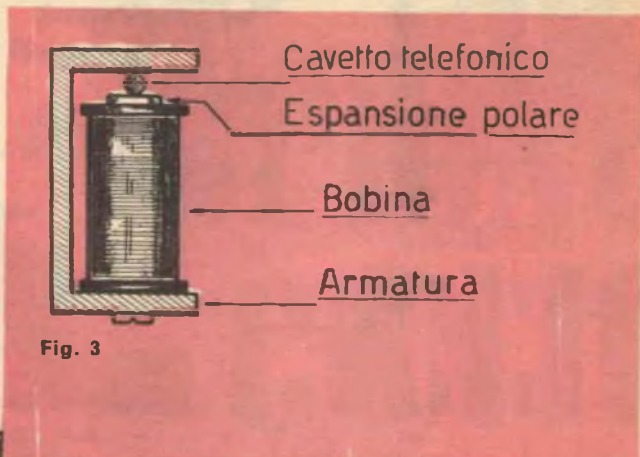 Cavetto telefonico
Espansione polare
Bobina
Armatura
Fig. 3